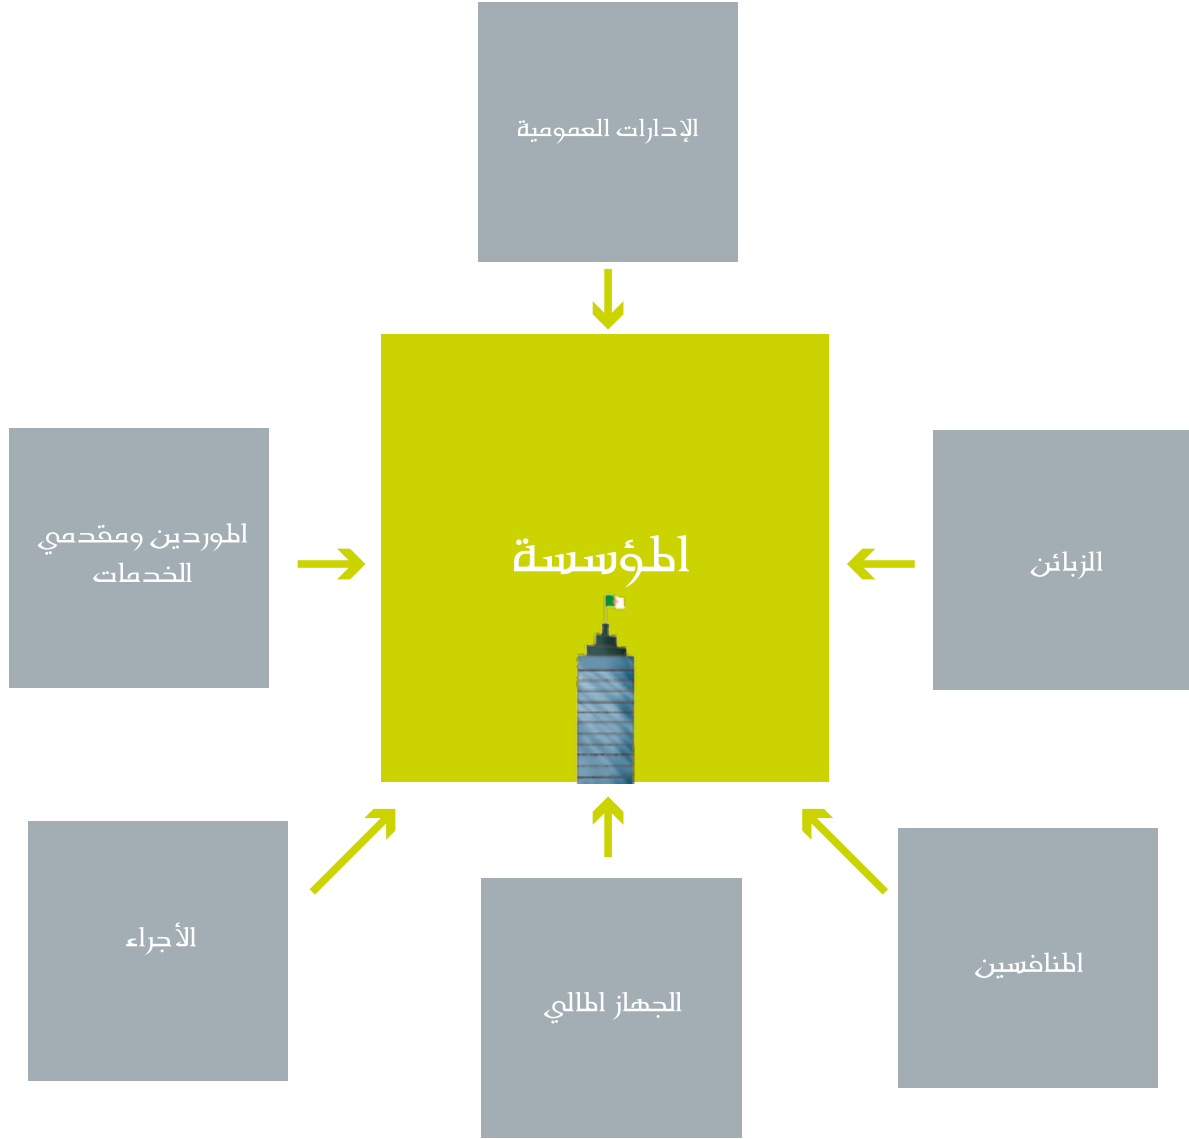 الإدارات العمومية
الموردين ومقدمي
الخدمات
المؤسسة
الزبائن
الأجراء
الجهاز المالي
المنافسين